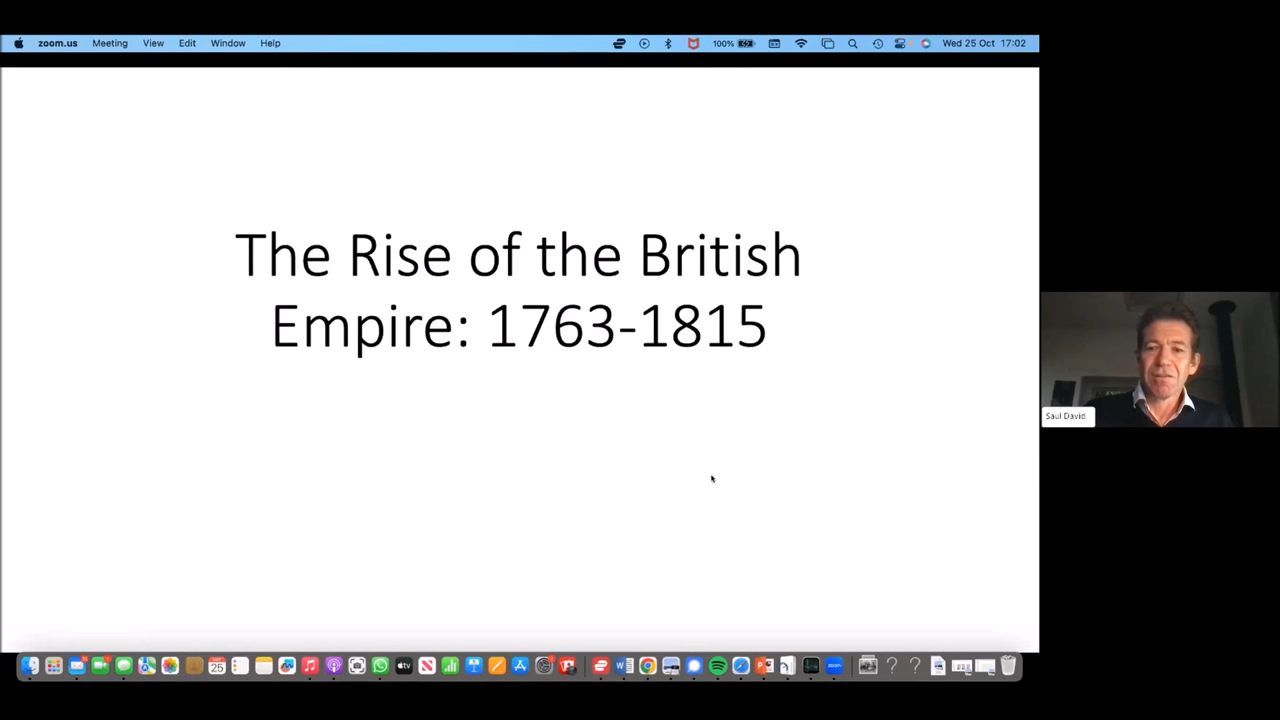 zoom.us Meeting View Edit Window Help 100% Wed 25 Oct 17:02
The Rise of the British
Empire: 1763-1815
Saul David